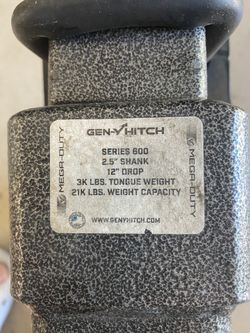 GEN-Y HITCH
SERIES 600
2.5" SHANK
12" DROP
3K LBS. TONGUE WEIGHT
21K LBS. WEIGHT CAPACITY
WWW.GENYHITCH.COM
MEGA-DUTY
MEGA-DUTY